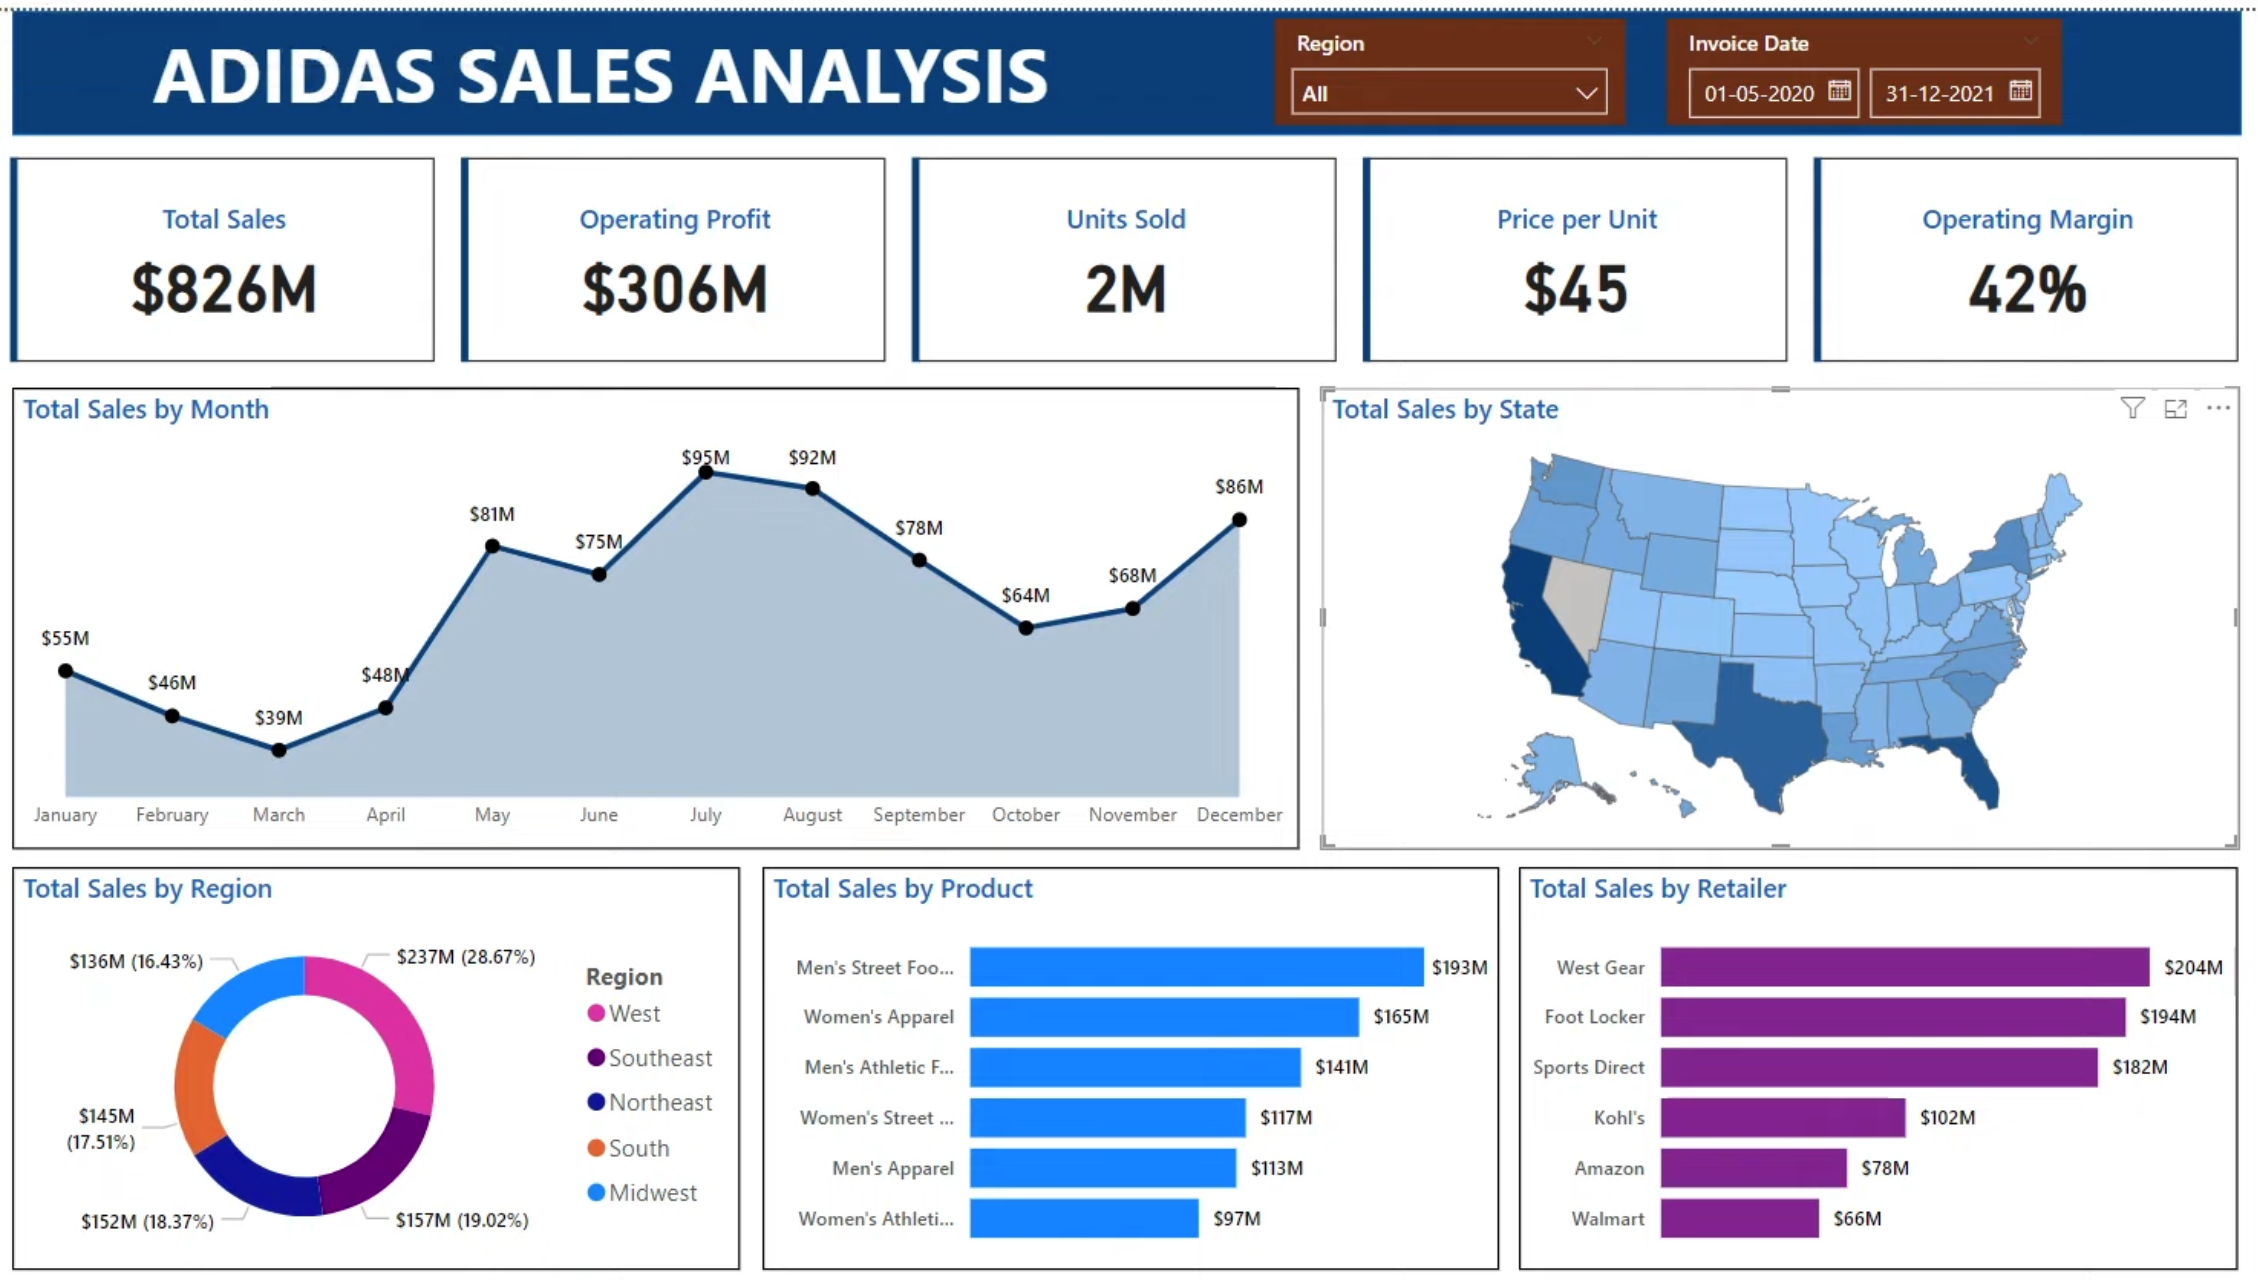 ADIDAS SALES ANALYSIS
Region
All
Invoice Date
01-05-2020
31-12-2021
Total Sales
$826M
Operating Profit
$306M
Units Sold
2M
Price per Unit
$45
Operating Margin
42%
Total Sales by Month
$55M
$46M
$39M
$48M
$81M
$75M
$95M
$92M
$78M
$64M
$68M
$86M
January February March April May June July August September October November December
Total Sales by State
Total Sales by Region
$136M (16.43%)
$237M (28.67%)
$145M
(17.51%)
$152M (18.37%)
$157M (19.02%)
Region
West
Southeast
Northeast
South
Midwest
Total Sales by Product
Men's Street Foo... $193M
Women's Apparel $165M
Men's Athletic F... $141M
Women's Street ... $117M
Men's Apparel $113M
Women's Athleti... $97M
Total Sales by Retailer
West Gear $204M
Foot Locker $194M
Sports Direct $182M
Kohl's $102M
Amazon $78M
Walmart $66M